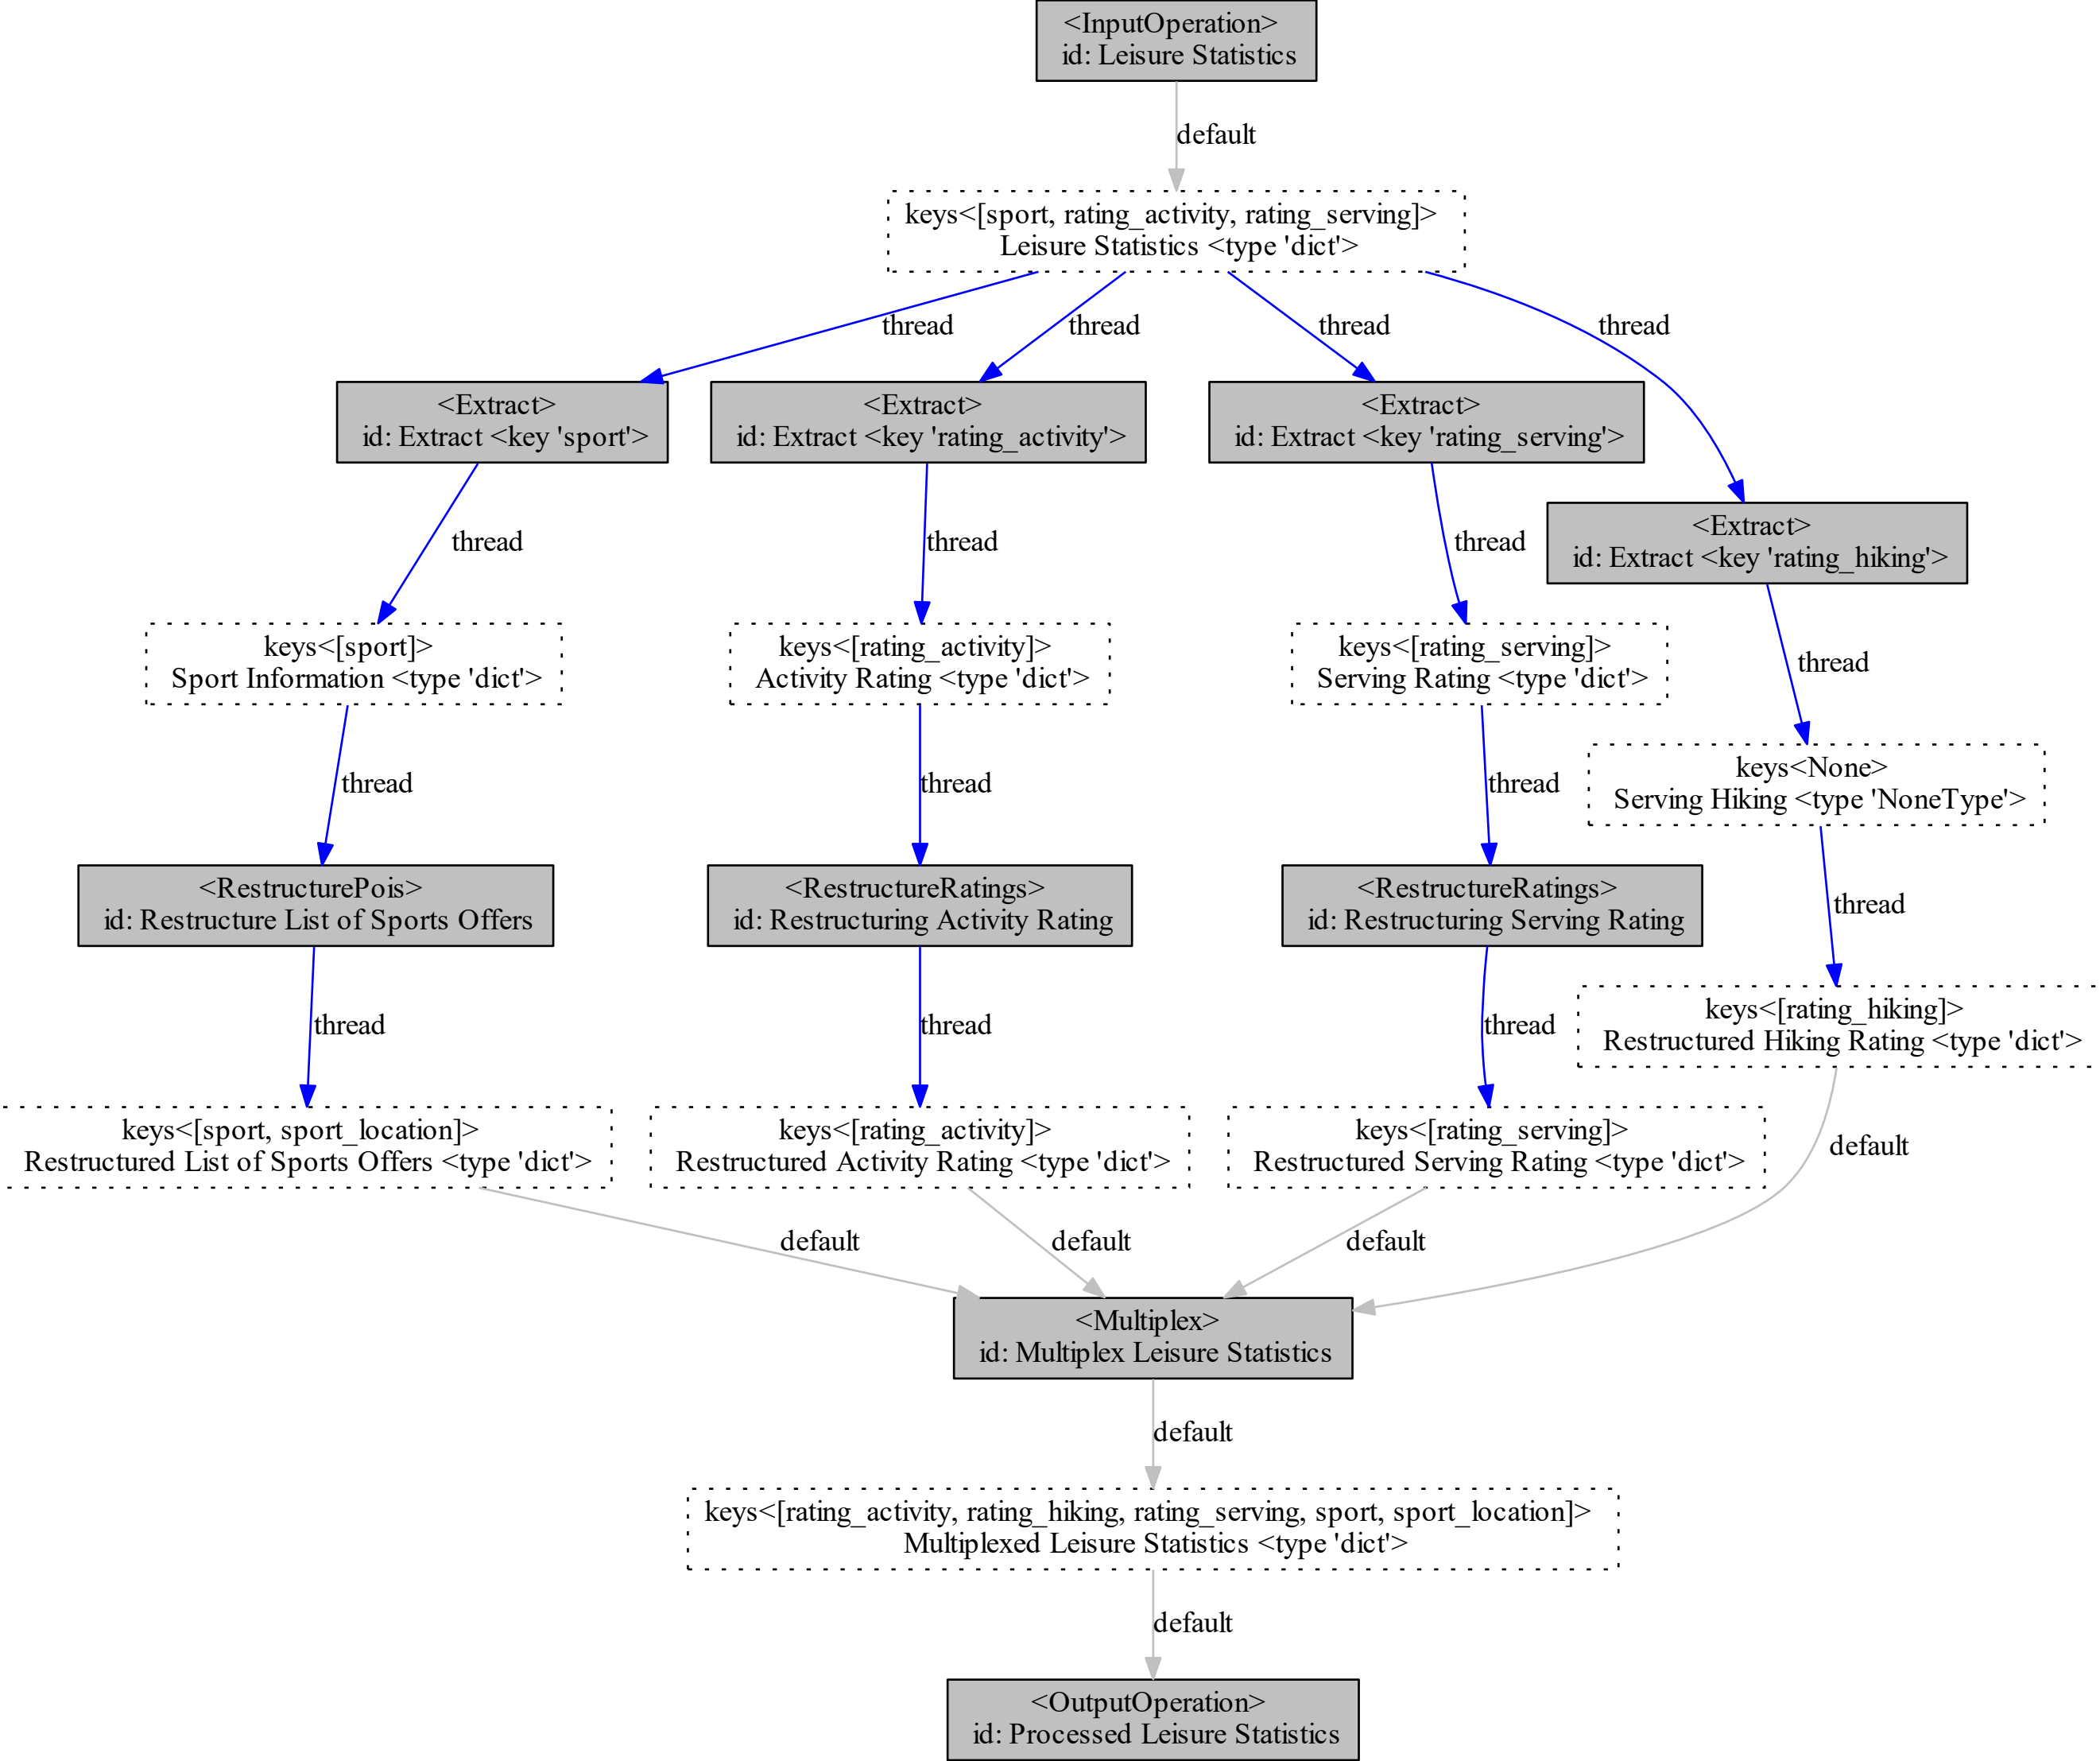 <InputOperation>
id: Leisure Statistics
default
keys<[sport, rating_activity, rating_serving]>
Leisure Statistics <type 'dict'>
thread
thread
thread
thread
<Extract>
id: Extract <key 'sport'>
<Extract>
id: Extract <key 'rating_activity'>
<Extract>
id: Extract <key 'rating_serving'>
<Extract>
id: Extract <key 'rating_hiking'>
thread
thread
thread
thread
keys<[sport]>
Sport Information <type 'dict'>
keys<[rating_activity]>
Activity Rating <type 'dict'>
keys<[rating_serving]>
Serving Rating <type 'dict'>
keys<None>
Serving Hiking <type 'NoneType'>
thread
thread
thread
thread
<RestructurePois>
id: Restructure List of Sports Offers
<RestructureRatings>
id: Restructuring Activity Rating
<RestructureRatings>
id: Restructuring Serving Rating
keys<[rating_hiking]>
Restructured Hiking Rating <type 'dict'>
thread
thread
thread
keys<[sport, sport_location]>
Restructured List of Sports Offers <type 'dict'>
keys<[rating_activity]>
Restructured Activity Rating <type 'dict'>
keys<[rating_serving]>
Restructured Serving Rating <type 'dict'>
default
default
default
default
<Multiplex>
id: Multiplex Leisure Statistics
default
keys<[rating_activity, rating_hiking, rating_serving, sport, sport_location]>
Multiplexed Leisure Statistics <type 'dict'>
default
<OutputOperation>
id: Processed Leisure Statistics